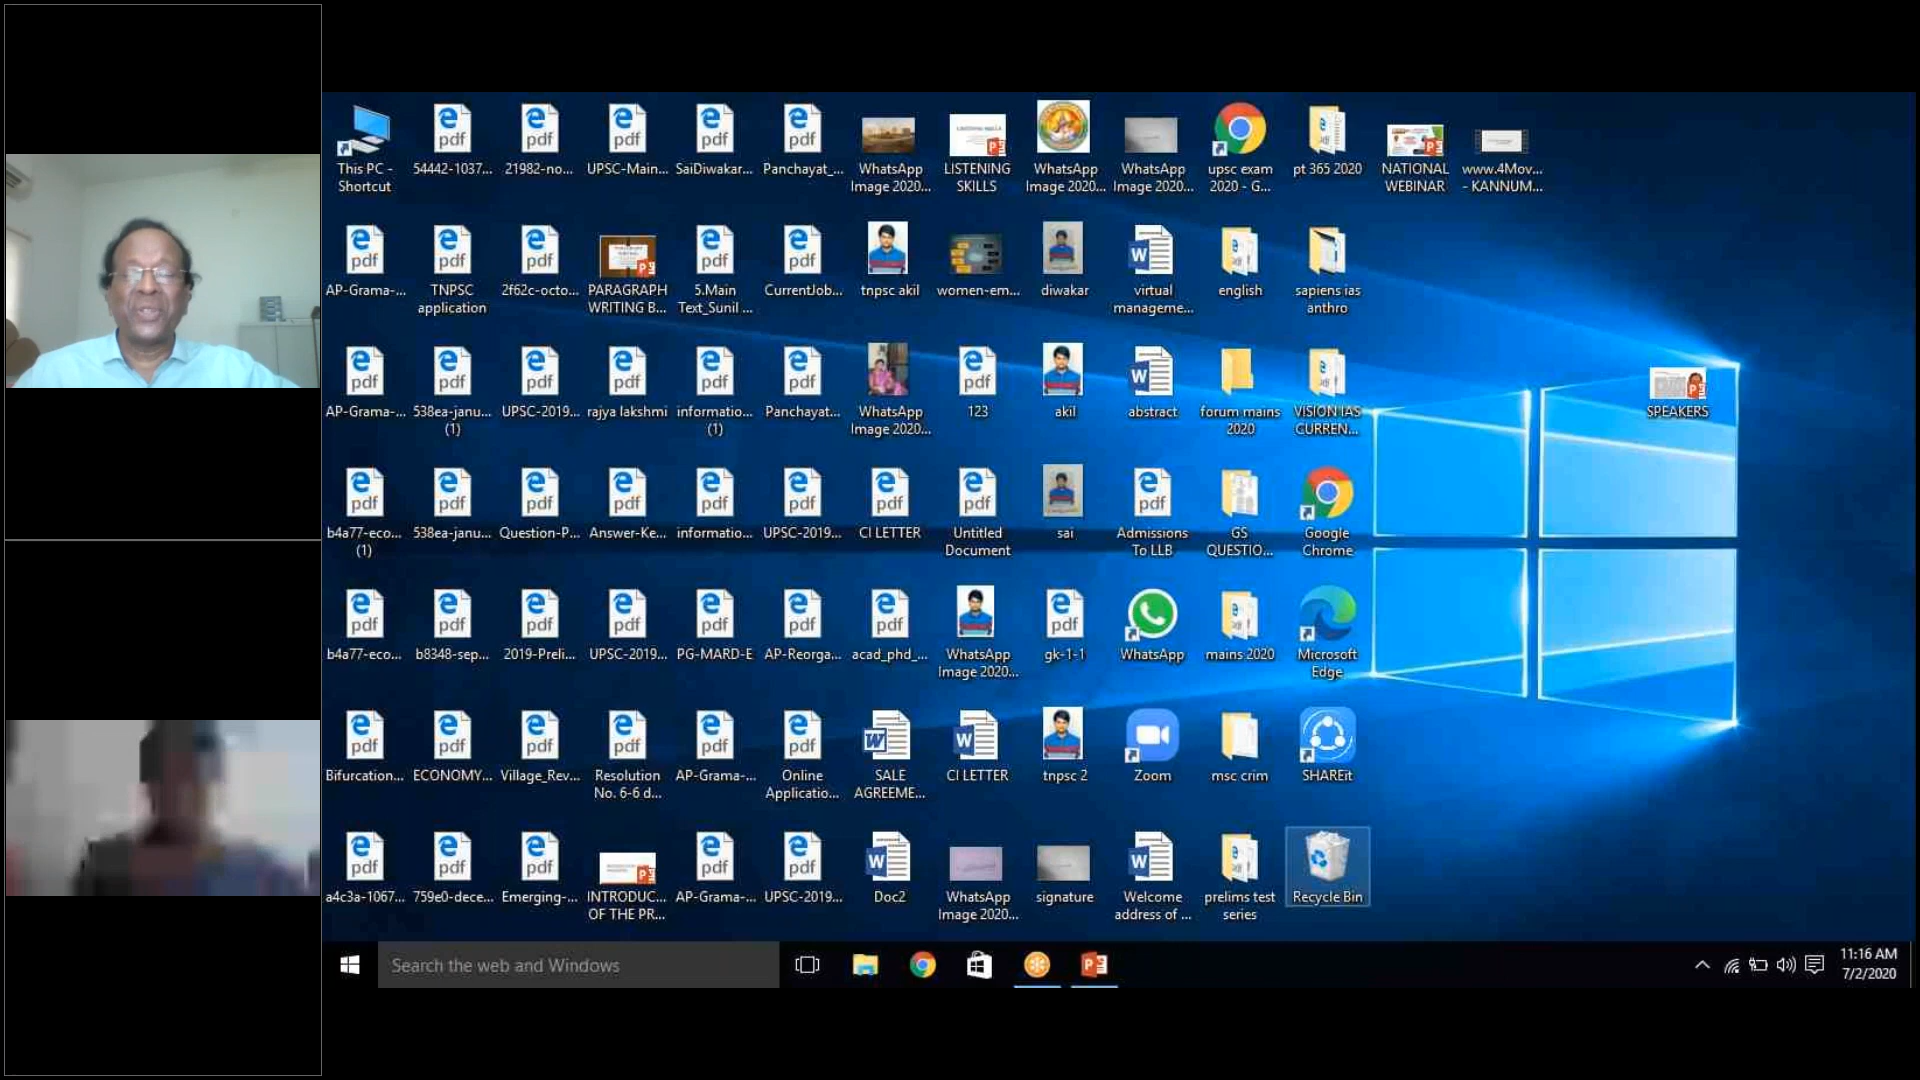 This PC -
Shortcut
54442-1037...
21982-no...
UPSC-Main...
SaiDiwakar...
Panchayat_...
WhatsApp
Image 2020...
LISTENING
SKILLS
WhatsApp
Image 2020...
WhatsApp
Image 2020...
upsc exam
2020 - G...
pt 365 2020
NATIONAL
WEBINAR
www.4Mov...
- KANNUM...
AP-Grama-...
TNPSC
application
2f62c-octo...
PARAGRAPH
WRITING B...
5.Main
Text_Sunil ...
CurrentJob...
tnpsc akil
women-em...
diwakar
virtual
manageme...
english
sapiens ias
anthro
AP-Grama-...
538ea-janu...
(1)
UPSC-2019...
rajya lakshmi
informatio...
(1)
Panchayat...
WhatsApp
Image 2020...
123
akil
abstract
forum mains
2020
VISION IAS
CURREN...
SPEAKERS
b4a77-eco...
(1)
538ea-janu...
Question-P...
Answer-Ke...
informatio...
UPSC-2019...
CI LETTER
Untitled
Document
sai
Admissions
To LLB
GS
QUESTIO...
Google
Chrome
b4a77-eco...
b8348-sep...
2019-Preli...
UPSC-2019...
PG-MARD-E
AP-Reorga...
acad_phd_...
WhatsApp
Image 2020...
gk-1-1
WhatsApp
mains 2020
Microsoft
Edge
Bifurcation...
ECONOMY...
Village_Rev...
Resolution
No. 6-6 d...
AP-Grama-...
Online
Applicatio...
SALE
AGREEME...
CI LETTER
tnpsc 2
Zoom
msc crim
SHAREit
a4c3a-1067...
759e0-dece...
Emerging-...
INTRODUC...
OF THE PR...
AP-Grama-...
UPSC-2019...
Doc2
WhatsApp
Image 2020...
signature
Welcome
address of ...
prelims test
series
Recycle Bin
Search the web and Windows
11:16 AM
7/2/2020